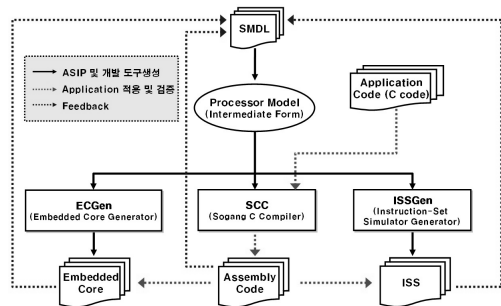 SMDL
ASIP 및 개발 도구생성
Application 적용 및 검증
Feedback
Processor Model
(Intermediate Form)
Application
Code (C code)
ECGen
(Embedded Core Generator)
SCC
(Sogang C Compiler)
ISSGen
(Instruction-Set
Simulator Generator)
Embedded
Core
Assembly
Code
ISS